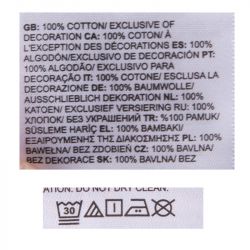 GB: 100% COTTON/ EXCLUSIVE OF
DECORATION CA: 100% COTON/ À
L'EXCEPTION DES DÉCORATIONS ES: 100%
ALGODÓN/EXCLUSIVO DE DECORACIÓN PT:
100% ALGODÃO/ EXCLUSIVO PARA
DECORAÇÃO IT: 100% COTONE/ ESCLUSA LA
DECORAZIONE DE: 100% BAUMWOLLE/
AUSSCHLIEBLICH DEKORATION NL: 100%
KATOEN/ EXCLUSIEF VERSIERING RU: 100%
ХЛОПОК/ БЕЗ УКРАШЕНИЙ TR: %100 PAMUK/
SÜSLEME HARİÇ EL: 100% ΒΑΜΒΑΚΙ/
ΕΞΑΙΡΟΥΜΕΝΗΣ ΤΗΣ ΔΙΑΚΟΣΜΗΣΗΣ PL: 100%
BAWEŁNA/ BEZ ZDOBIEŃ CZ: 100% BAVLNA/
BEZ DEKORACE SK: 100% BAVLNA/ BEZ
DO NOT DRY CLEAN.
30